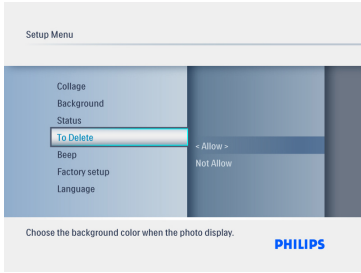 Setup Menu
Collage
Background
Status
To Delete
Beep
Factory setup
Language
< Allow >
Not Allow
Choose the background color when the photo display.
PHILIPS